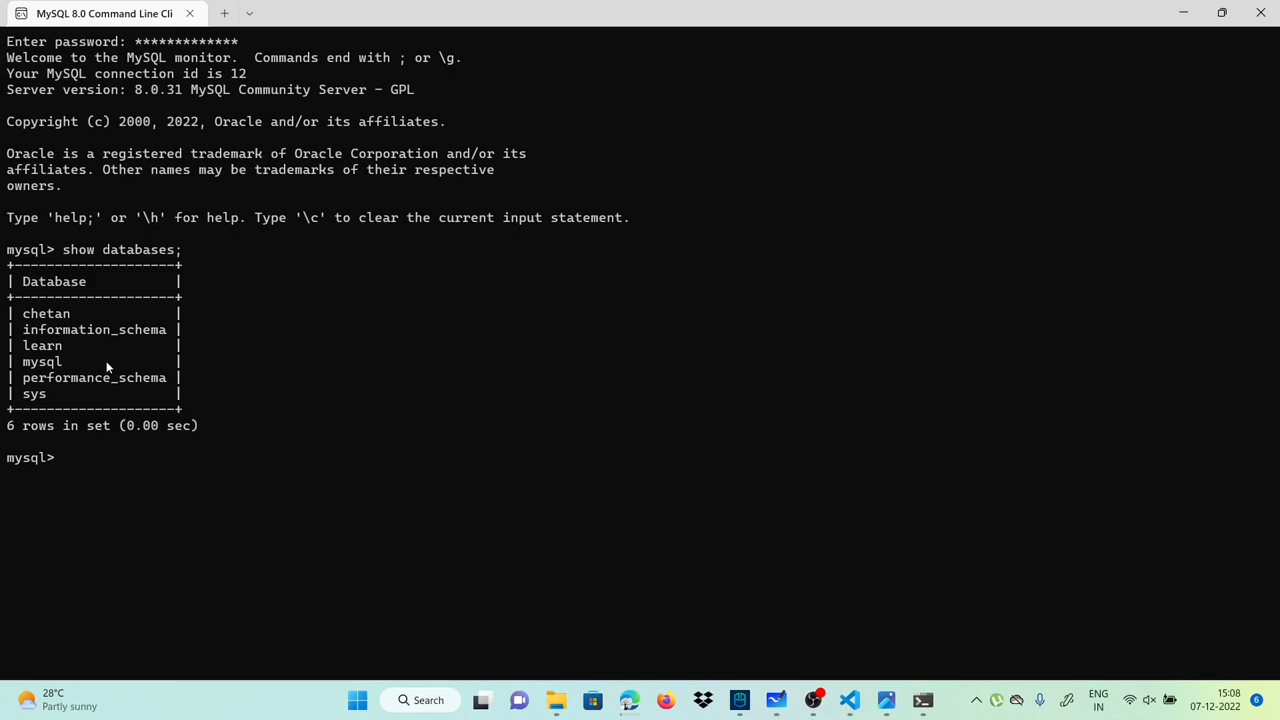 MySQL 8.0 Command Line Cli
Enter password: *************
Welcome to the MySQL monitor.  Commands end with ; or \g.
Your MySQL connection id is 12
Server version: 8.0.31 MySQL Community Server - GPL
Copyright (c) 2000, 2022, Oracle and/or its affiliates.
Oracle is a registered trademark of Oracle Corporation and/or its
affiliates. Other names may be trademarks of their respective
owners.
Type 'help;' or '\h' for help. Type '\c' to clear the current input statement.
mysql> show databases;
+--------------------+
| Database           |
+--------------------+
| chetan             |
| information_schema |
| learn              |
| mysql              |
| performance_schema |
| sys                |
+--------------------+
6 rows in set (0.00 sec)
mysql>
28°C
Partly sunny
Search
ENG
IN
15:08
07-12-2022
6